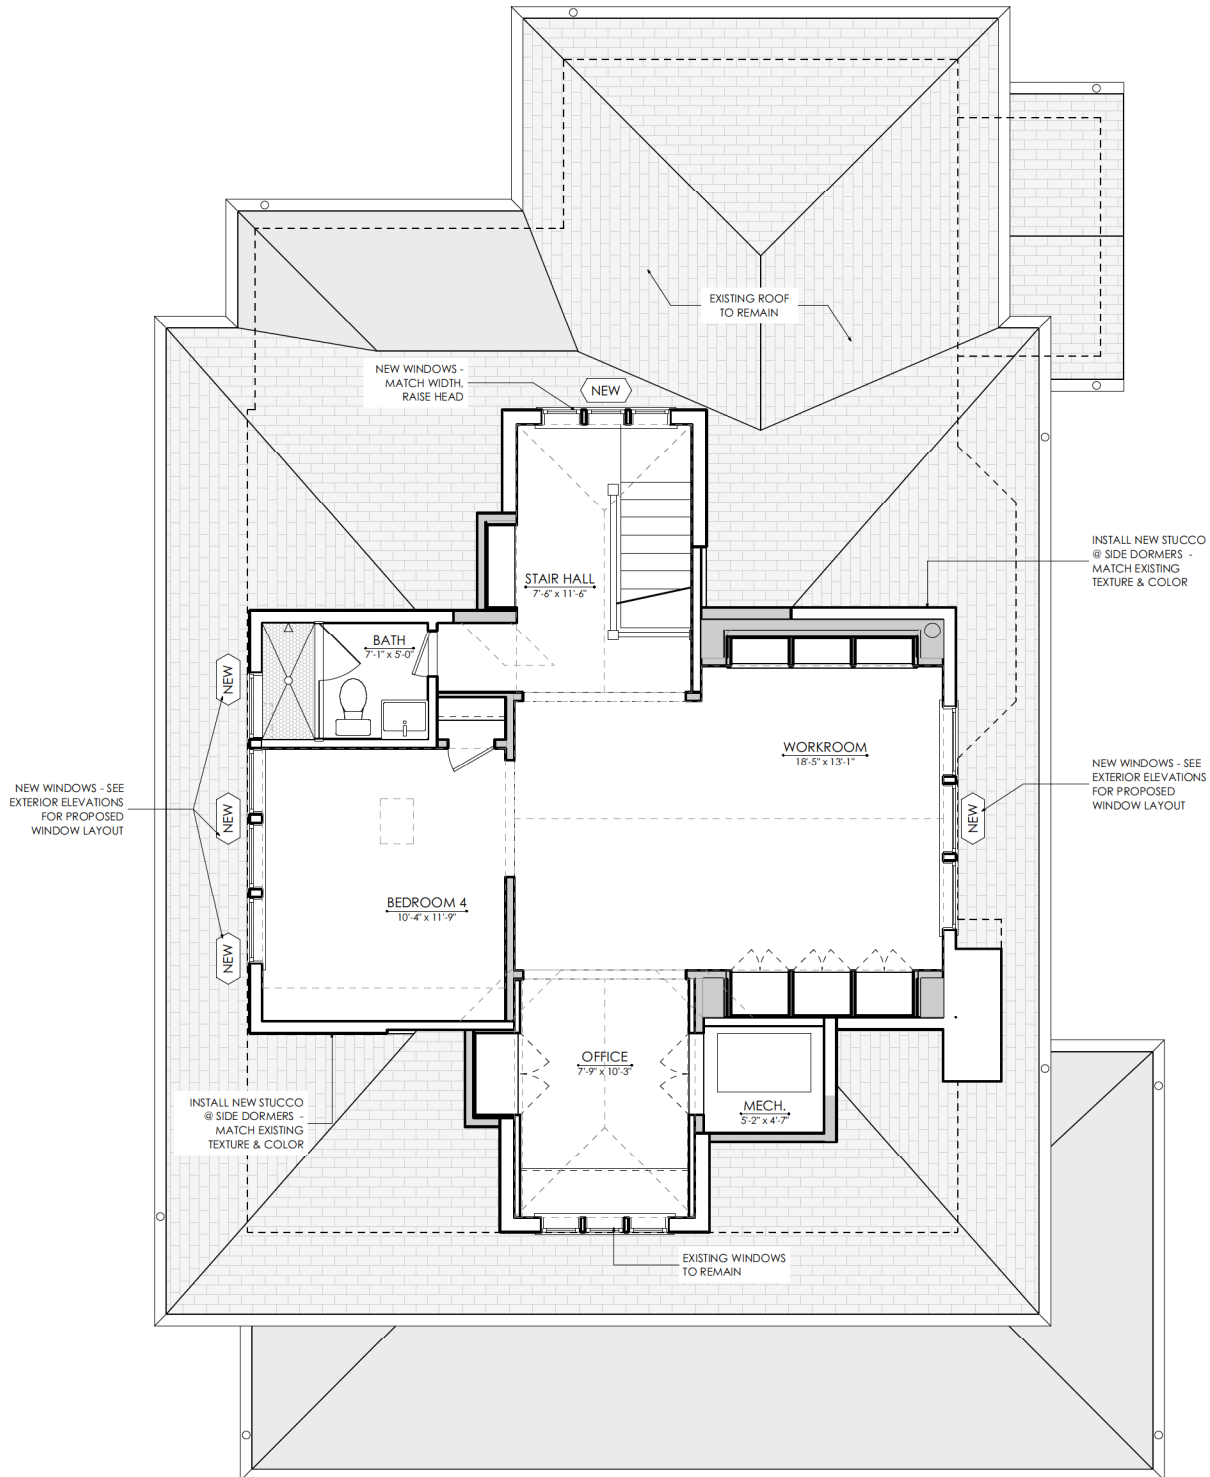 EXISTING ROOF
TO REMAIN
NEW WINDOWS -
MATCH WIDTH,
RAISE HEAD
NEW
INSTALL NEW STUCCO
@ SIDE DORMERS -
MATCH EXISTING
TEXTURE & COLOR
STAIR HALL
7'-6" x 11'-6"
BATH
7'-1" x 5'-0"
NEW
WORKROOM
18'-5" x 13'-1"
NEW WINDOWS - SEE
EXTERIOR ELEVATIONS
FOR PROPOSED
WINDOW LAYOUT
NEW
NEW
NEW WINDOWS - SEE
EXTERIOR ELEVATIONS
FOR PROPOSED
WINDOW LAYOUT
BEDROOM 4
10'-4" x 11'-9"
NEW
OFFICE
7'-9" x 10'-3"
MECH.
5'-2" x 4'-7"
INSTALL NEW STUCCO
@ SIDE DORMERS -
MATCH EXISTING
TEXTURE & COLOR
EXISTING WINDOWS
TO REMAIN